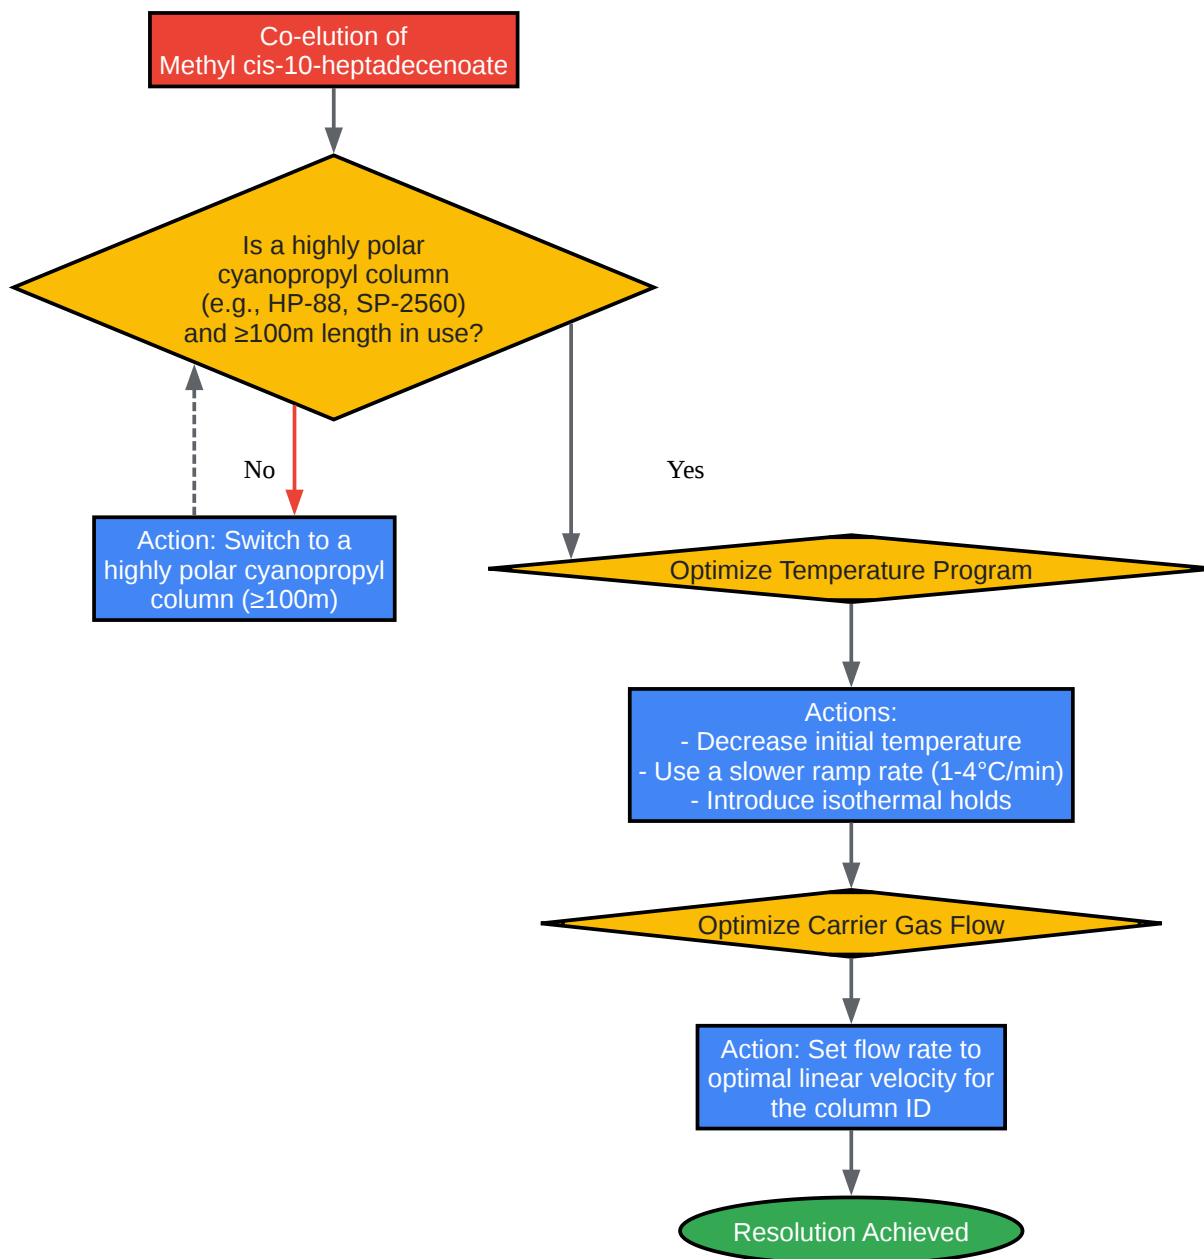 Co-elution of
Methyl cis-10-heptadecenoate
Is a highly polar
cyanopropyl column
(e.g., HP-88, SP-2560)
and ≥100m length in use?
No
Yes
Action: Switch to a
highly polar cyanopropyl
column (≥100m)
Optimize Temperature Program
Actions:
- Decrease initial temperature
- Use a slower ramp rate (1-4°C/min)
- Introduce isothermal holds
Optimize Carrier Gas Flow
Action: Set flow rate to
optimal linear velocity for
the column ID
Resolution Achieved